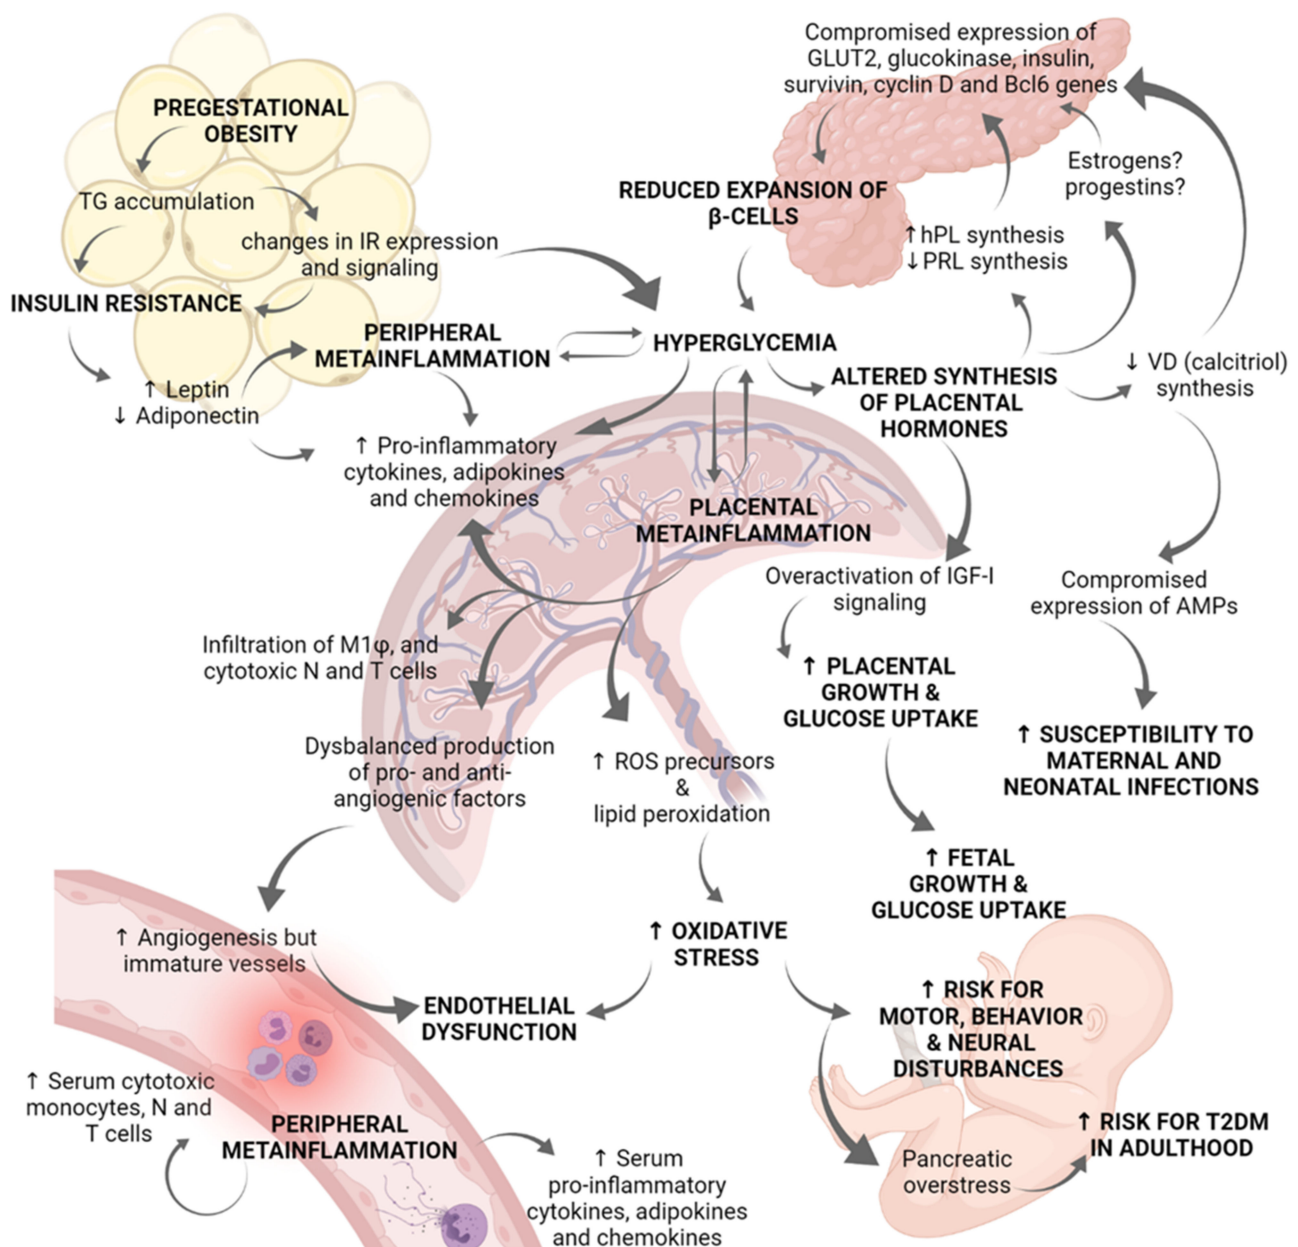 Compromised expression of
GLUT2, glucokinase, insulin,
survivin, cyclin D and Bcl6 genes
PREGESTATIONAL
OBESITY
TG accumulation
changes in IR expression
and signaling
INSULIN RESISTANCE
↑ Leptin
↓ Adiponectin
PERIPHERAL
METAINFLAMMATION
REDUCED EXPANSION OF
β-CELLS
Estrogens?
progestins?
↑hPL synthesis
↓PRL synthesis
HYPERGLYCEMIA
ALTERED SYNTHESIS
OF PLACENTAL
HORMONES
↓ VD (calcitriol)
synthesis
↑ Pro-inflammatory
cytokines, adipokines
and chemokines
PLACENTAL
METAINFLAMMATION
Overactivation of IGF-I
signaling
Compromised
expression of AMPs
Infiltration of M1φ, and
cytotoxic N and T cells
↑ PLACENTAL
GROWTH &
GLUCOSE UPTAKE
↑ SUSCEPTIBILITY TO
MATERNAL AND
NEONATAL INFECTIONS
Dysbalanced production
of pro- and anti-
angiogenic factors
↑ ROS precursors
&
lipid peroxidation
↑ FETAL
GROWTH &
GLUCOSE UPTAKE
↑ Angiogenesis but
immature vessels
↑ OXIDATIVE
STRESS
ENDOTHELIAL
DYSFUNCTION
↑ RISK FOR
MOTOR, BEHAVIOR
& NEURAL
DISTURBANCES
↑ Serum cytotoxic
monocytes, N and
T cells
PERIPHERAL
METAINFLAMMATION
↑ Serum
pro-inflammatory
cytokines, adipokines
and chemokines
Pancreatic
overstress
↑ RISK FOR T2DM
IN ADULTHOOD